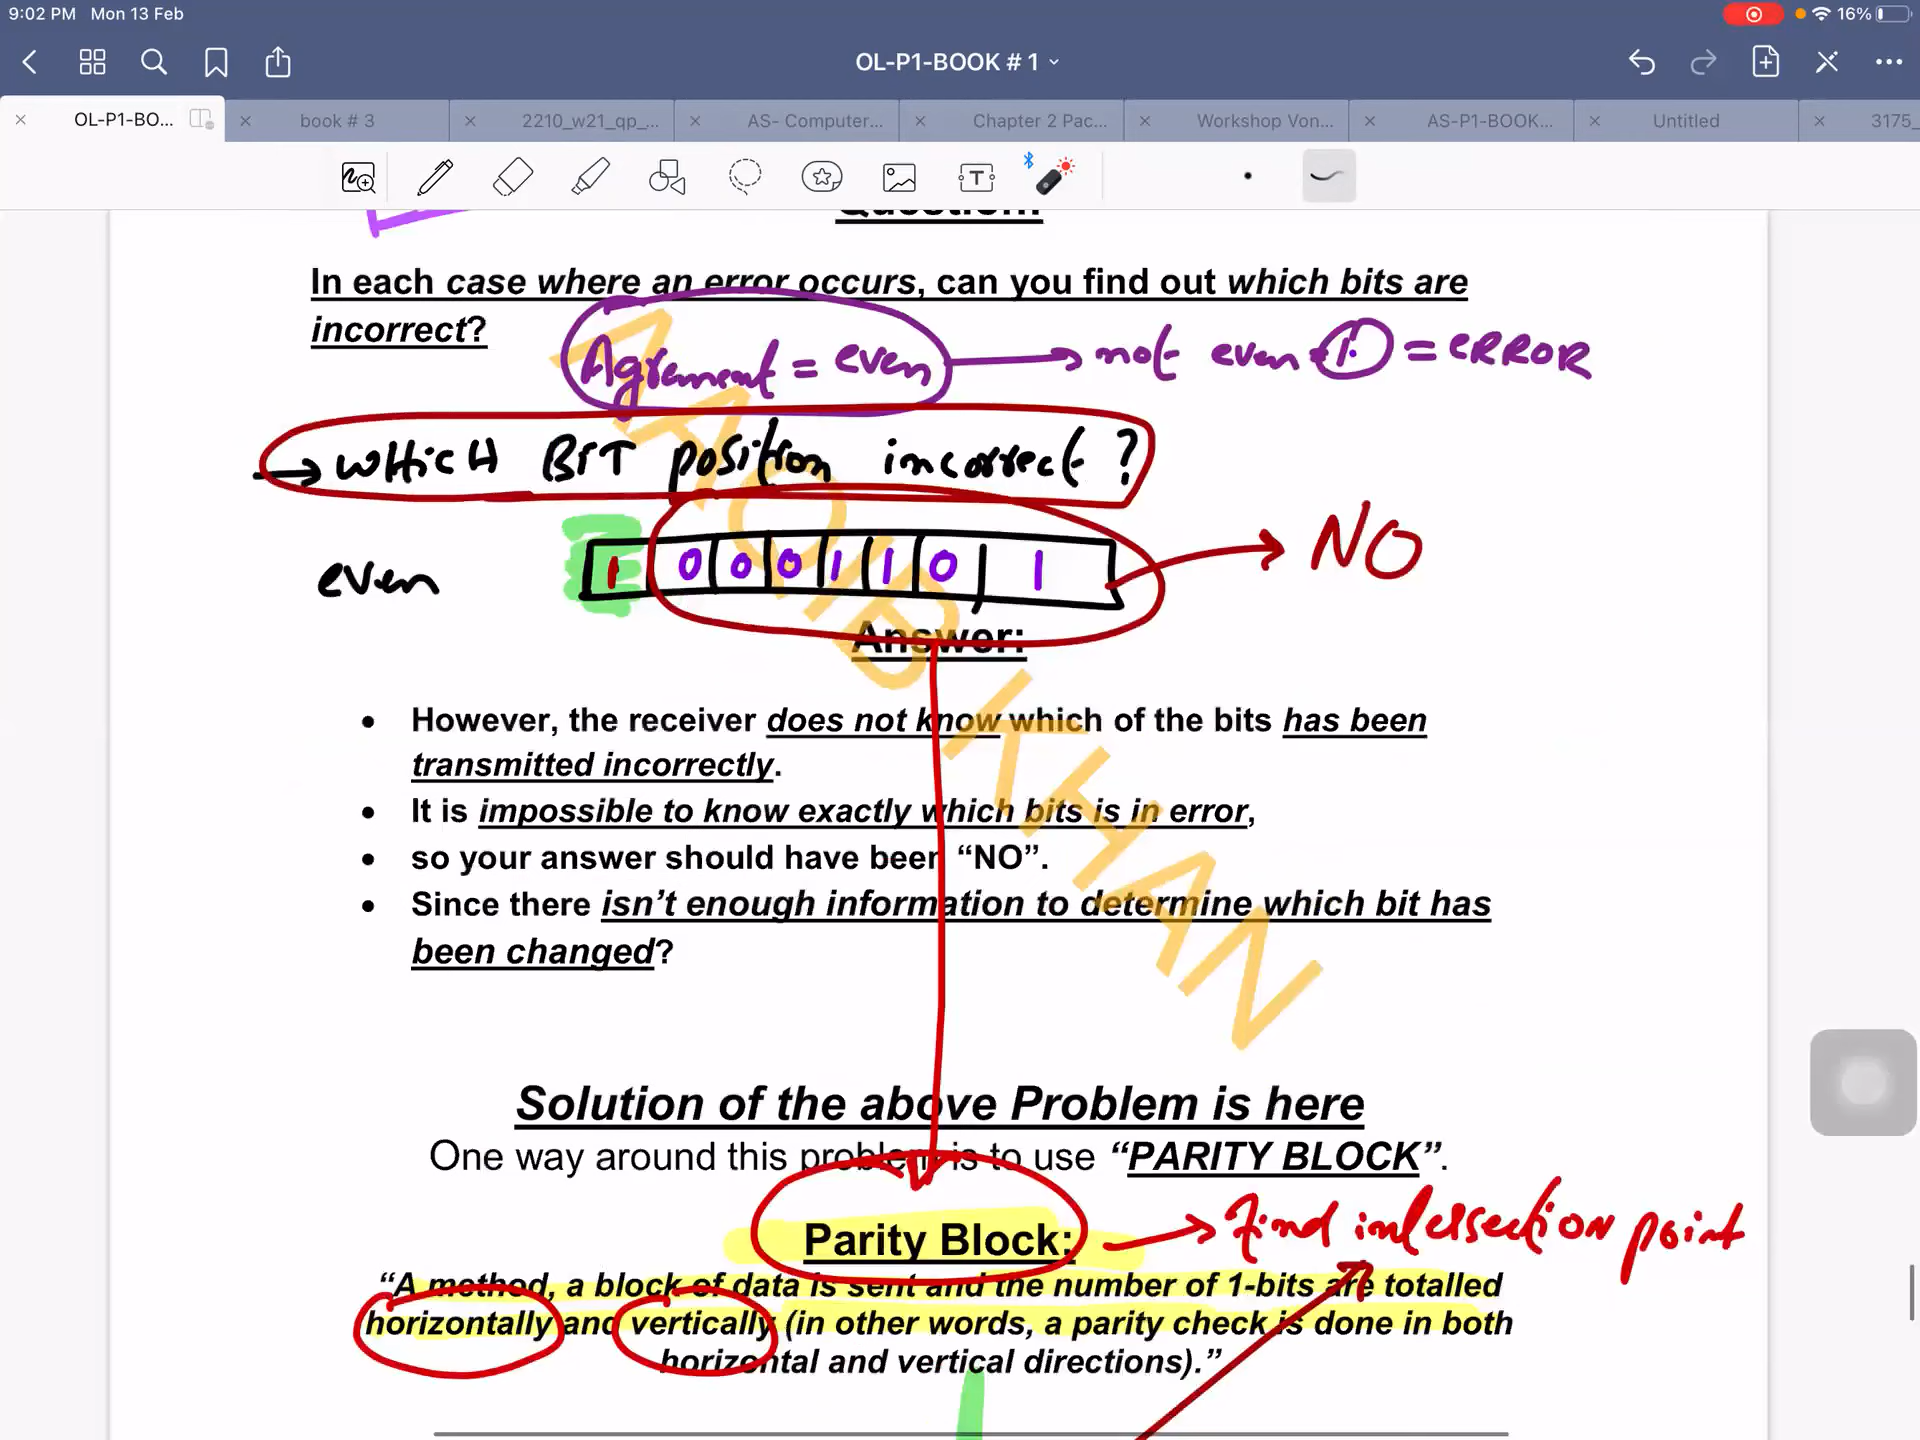 9:02 PM Mon 13 Feb
16%
OL-P1-BOOK # 1
OL-P1-BO...
book # 3
2210_w21_qp_...
AS- Computer...
Chapter 2 Pac...
Workshop Von...
AS-P1-BOOK...
Untitled
3175_
Question:
In each case where an error occurs, can you find out which bits are
incorrect?
Agrement = even → not even 1 = ERROR
→ WHICH BIT position incorrect ?
even 1 0 0 0 1 1 0 1 → NO
Answer:
• However, the receiver does not know which of the bits has been
transmitted incorrectly.
• It is impossible to know exactly which bits is in error,
• so your answer should have been “NO”.
• Since there isn’t enough information to determine which bit has
been changed?
AAQIB KHAN
Solution of the above Problem is here
One way around this problem is to use “PARITY BLOCK”.
Parity Block: → find intersection point
“A method, a block of data is sent and the number of 1-bits are totalled
horizontally and vertically (in other words, a parity check is done in both
horizontal and vertical directions).”